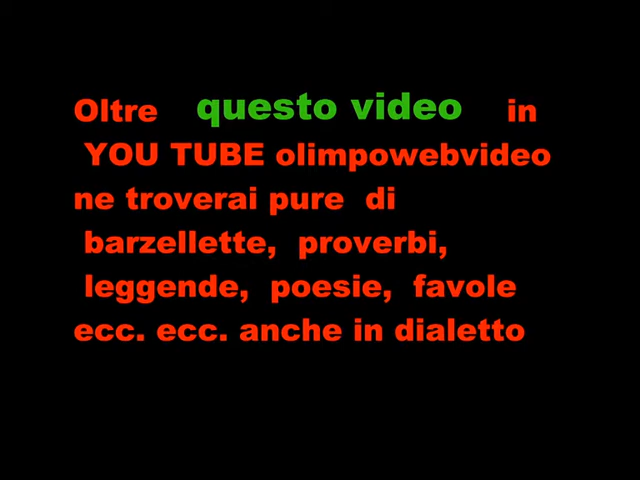 Oltre questo video in
YOU TUBE olimpowebvideo
ne troverai pure di
barzellette, proverbi,
leggende, poesie, favole
ecc. ecc. anche in dialetto